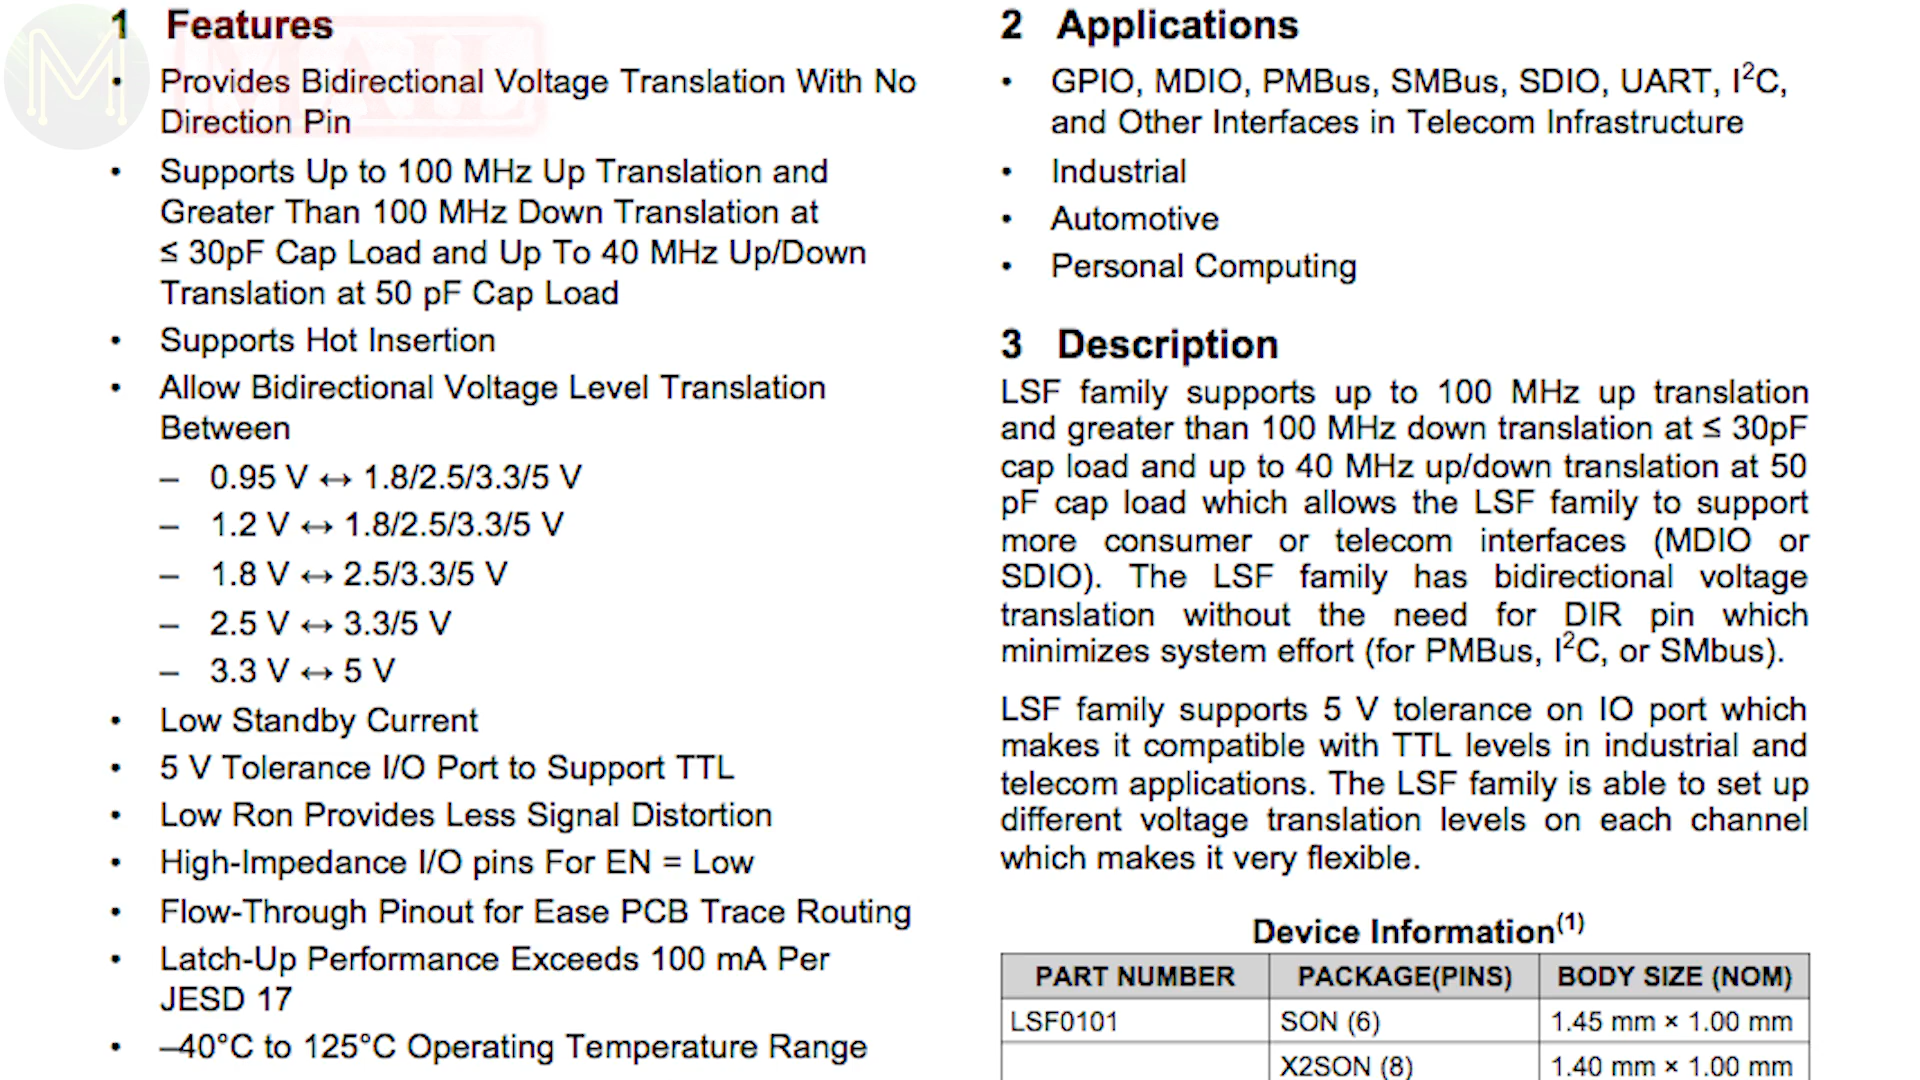 1 Features
• Provides Bidirectional Voltage Translation With No
Direction Pin
• Supports Up to 100 MHz Up Translation and
Greater Than 100 MHz Down Translation at
≤ 30pF Cap Load and Up To 40 MHz Up/Down
Translation at 50 pF Cap Load
• Supports Hot Insertion
• Allow Bidirectional Voltage Level Translation
Between
– 0.95 V ↔ 1.8/2.5/3.3/5 V
– 1.2 V ↔ 1.8/2.5/3.3/5 V
– 1.8 V ↔ 2.5/3.3/5 V
– 2.5 V ↔ 3.3/5 V
– 3.3 V ↔ 5 V
• Low Standby Current
• 5 V Tolerance I/O Port to Support TTL
• Low Ron Provides Less Signal Distortion
• High-Impedance I/O pins For EN = Low
• Flow-Through Pinout for Ease PCB Trace Routing
• Latch-Up Performance Exceeds 100 mA Per
JESD 17
• –40°C to 125°C Operating Temperature Range
MAIL
M
2 Applications
• GPIO, MDIO, PMBus, SMBus, SDIO, UART, I²C,
and Other Interfaces in Telecom Infrastructure
• Industrial
• Automotive
• Personal Computing
3 Description
LSF family supports up to 100 MHz up translation
and greater than 100 MHz down translation at ≤ 30pF
cap load and up to 40 MHz up/down translation at 50
pF cap load which allows the LSF family to support
more consumer or telecom interfaces (MDIO or
SDIO). The LSF family has bidirectional voltage
translation without the need for DIR pin which
minimizes system effort (for PMBus, I²C, or SMbus).
LSF family supports 5 V tolerance on IO port which
makes it compatible with TTL levels in industrial and
telecom applications. The LSF family is able to set up
different voltage translation levels on each channel
which makes it very flexible.
Device Information(1)
PART NUMBER PACKAGE(PINS) BODY SIZE (NOM)
LSF0101 SON (6) 1.45 mm × 1.00 mm
X2SON (8) 1.40 mm × 1.00 mm